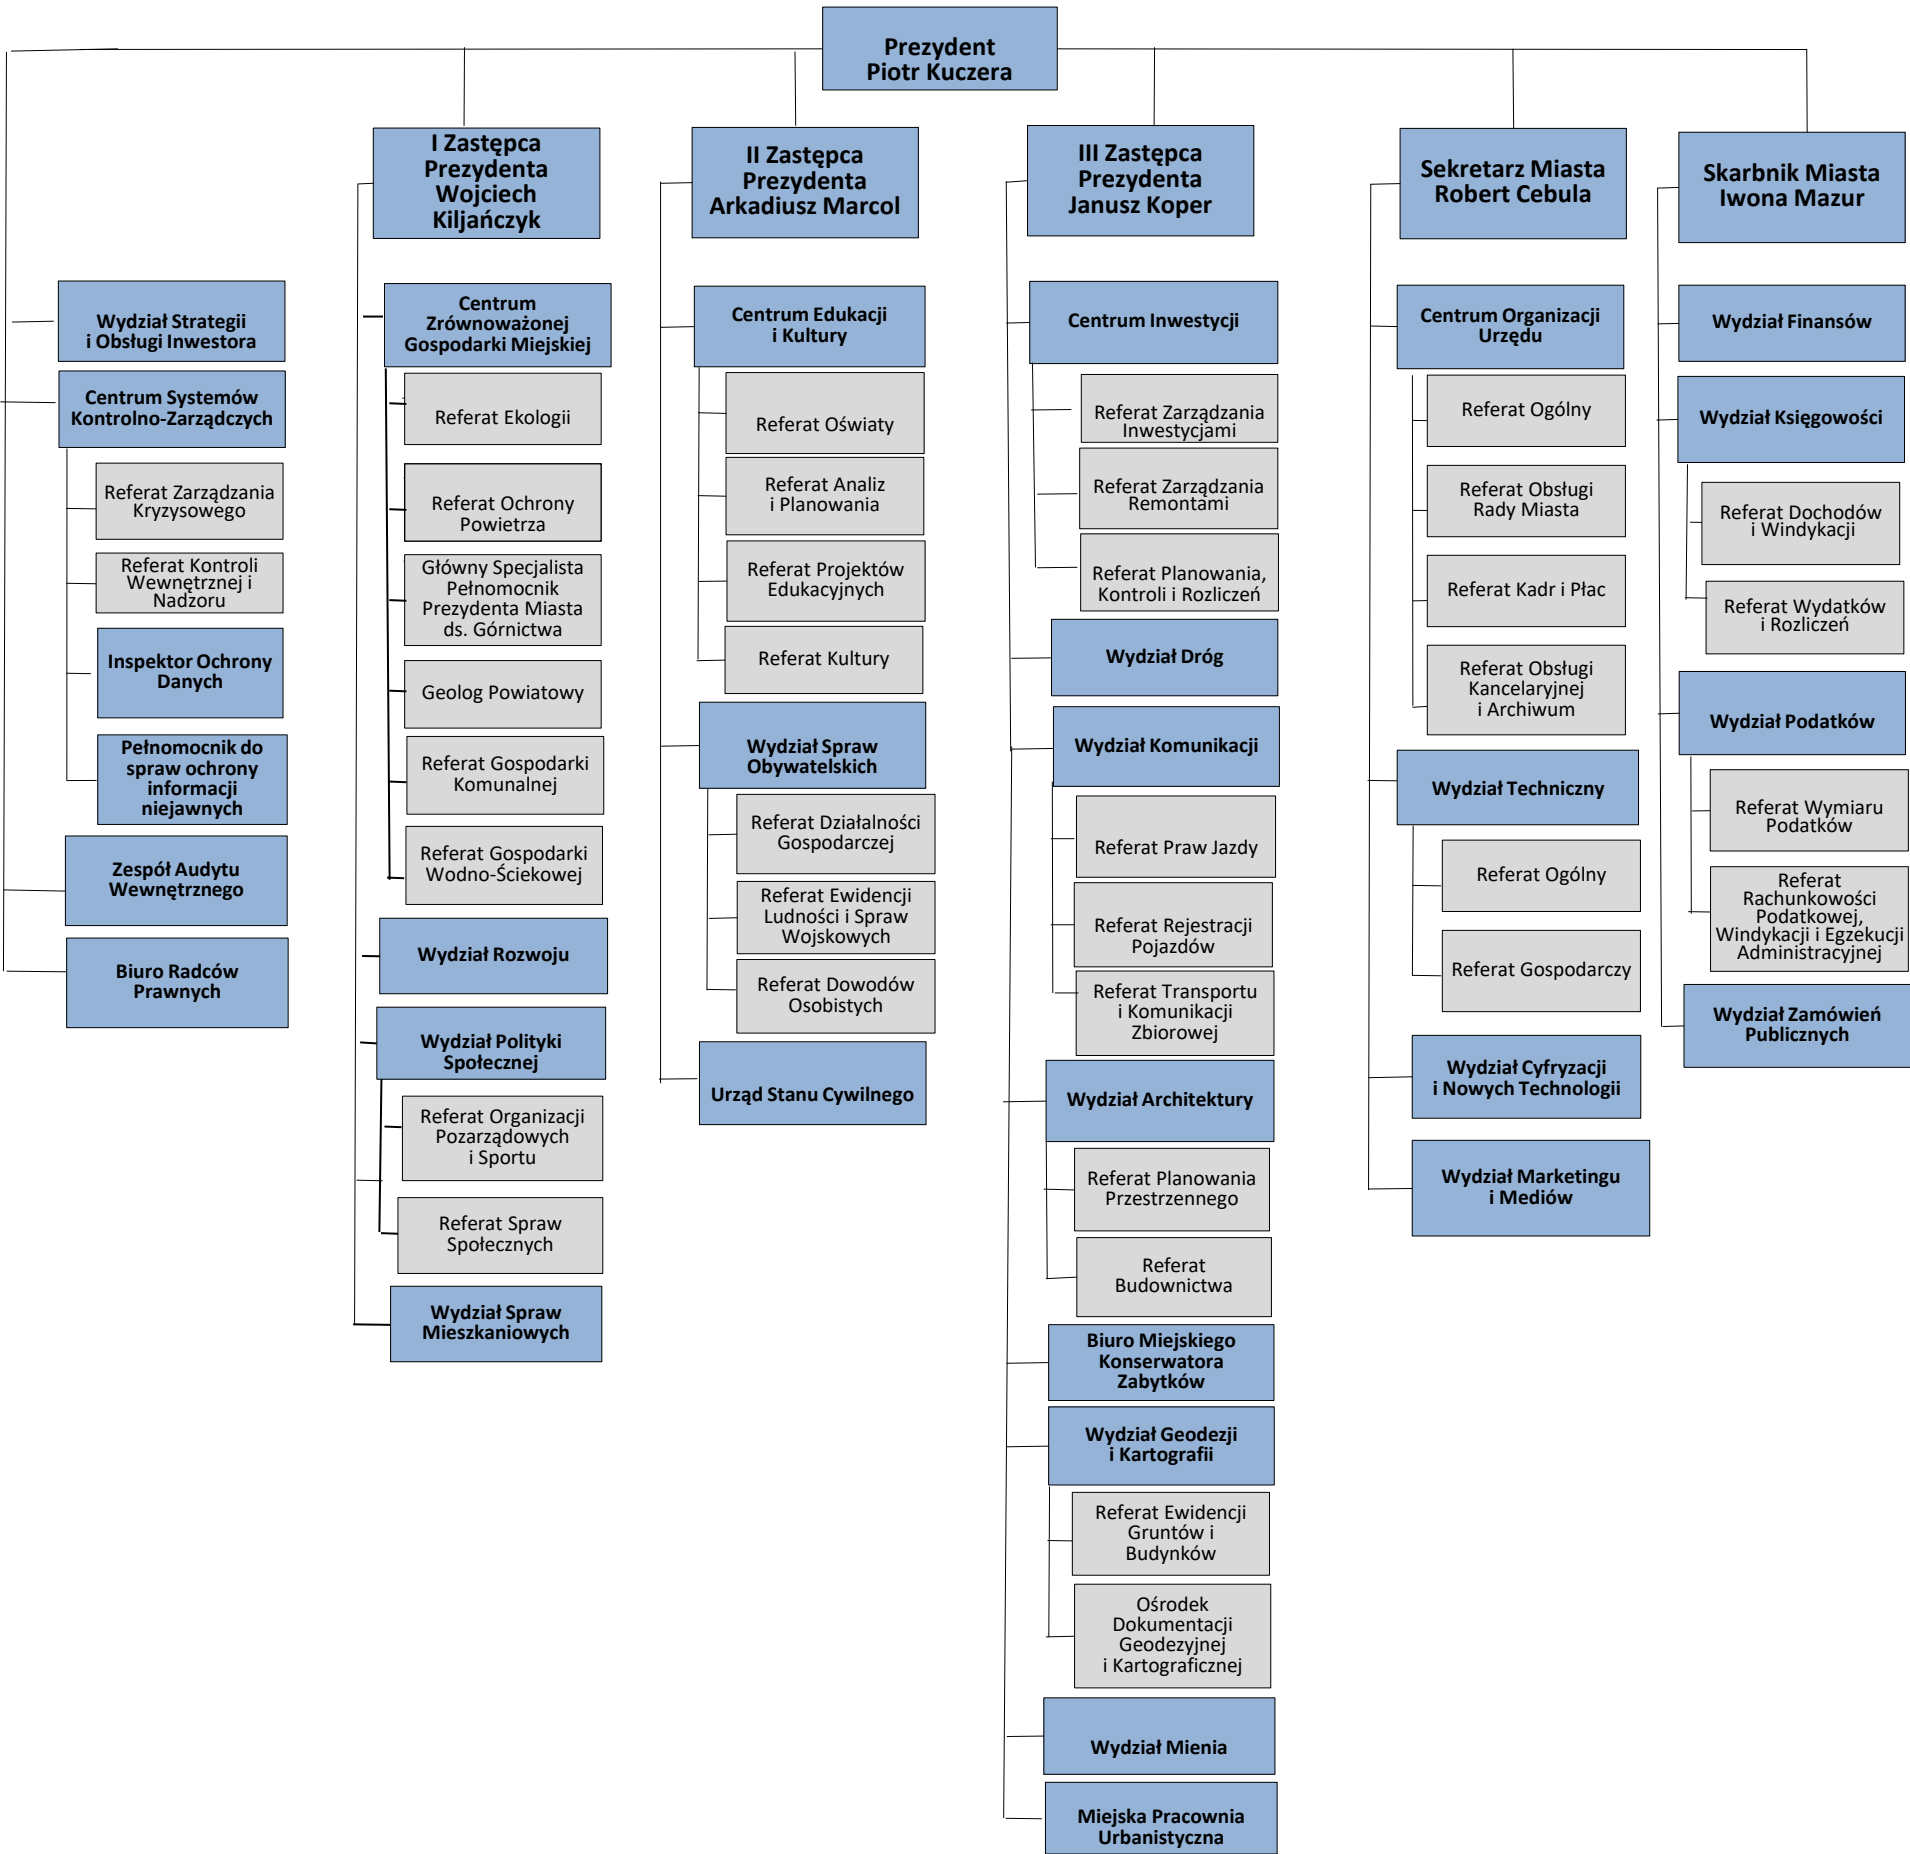 Prezydent
Piotr Kuczera
I Zastępca
Prezydenta
Wojciech
Kiljańczyk
II Zastępca
Prezydenta
Arkadiusz Marcol
III Zastępca
Prezydenta
Janusz Koper
Sekretarz Miasta
Robert Cebula
Skarbnik Miasta
Iwona Mazur
Wydział Strategii
i Obsługi Inwestora
Centrum Systemów
Kontrolno-Zarządczych
Referat Zarządzania
Kryzysowego
Referat Kontroli
Wewnętrznej i
Nadzoru
Inspektor Ochrony
Danych
Pełnomocnik do
spraw ochrony
informacji
niejawnych
Zespół Audytu
Wewnętrznego
Biuro Radców
Prawnych
Centrum
Zrównoważonej
Gospodarki Miejskiej
Referat Ekologii
Referat Ochrony
Powietrza
Główny Specjalista
Pełnomocnik
Prezydenta Miasta
ds. Górnictwa
Geolog Powiatowy
Referat Gospodarki
Komunalnej
Referat Gospodarki
Wodno-Ściekowej
Wydział Rozwoju
Wydział Polityki
Społecznej
Referat Organizacji
Pozarządowych
i Sportu
Referat Spraw
Społecznych
Wydział Spraw
Mieszkaniowych
Centrum Edukacji
i Kultury
Referat Oświaty
Referat Analiz
i Planowania
Referat Projektów
Edukacyjnych
Referat Kultury
Wydział Spraw
Obywatelskich
Referat Działalności
Gospodarczej
Referat Ewidencji
Ludności i Spraw
Wojskowych
Referat Dowodów
Osobistych
Urząd Stanu Cywilnego
Centrum Inwestycji
Referat Zarządzania
Inwestycjami
Referat Zarządzania
Remontami
Referat Planowania,
Kontroli i Rozliczeń
Wydział Dróg
Wydział Komunikacji
Referat Praw Jazdy
Referat Rejestracji
Pojazdów
Referat Transportu
i Komunikacji
Zbiorowej
Wydział Architektury
Referat Planowania
Przestrzennego
Referat
Budownictwa
Biuro Miejskiego
Konserwatora
Zabytków
Wydział Geodezji
i Kartografii
Referat Ewidencji
Gruntów i
Budynków
Ośrodek
Dokumentacji
Geodezyjnej
i Kartograficznej
Wydział Mienia
Miejska Pracownia
Urbanistyczna
Centrum Organizacji
Urzędu
Referat Ogólny
Referat Obsługi
Rady Miasta
Referat Kadr i Płac
Referat Obsługi
Kancelaryjnej
i Archiwum
Wydział Techniczny
Referat Ogólny
Referat Gospodarczy
Wydział Cyfryzacji
i Nowych Technologii
Wydział Marketingu
i Mediów
Wydział Finansów
Wydział Księgowości
Referat Dochodów
i Windykacji
Referat Wydatków
i Rozliczeń
Wydział Podatków
Referat Wymiaru
Podatków
Referat
Rachunkowości
Podatkowej,
Windykacji i Egzekucji
Administracyjnej
Wydział Zamówień
Publicznych